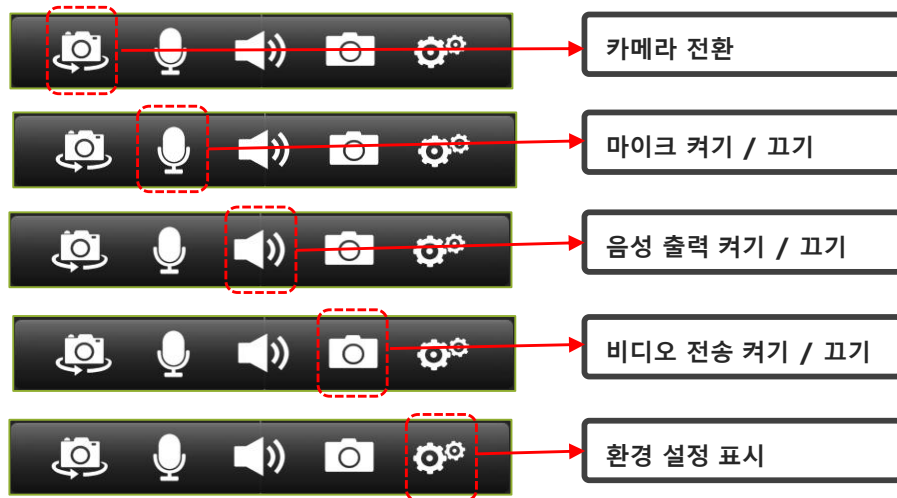 카메라 전환
마이크 켜기 / 끄기
음성 출력 켜기 / 끄기
비디오 전송 켜기 / 끄기
환경 설정 표시